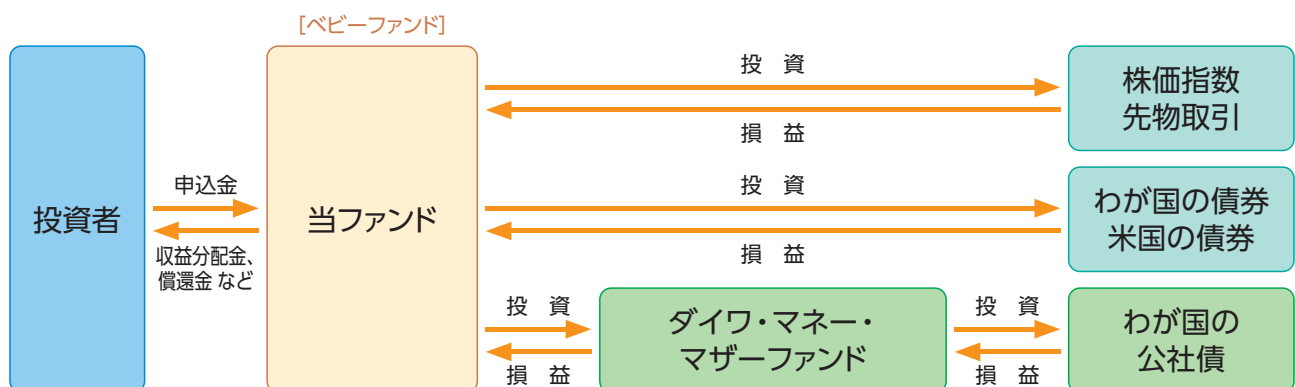 [ベビーファンド]
投資者
申込金
収益分配金、
償還金 など
当ファンド
投 資
損 益
株価指数
先物取引
投 資
損 益
わが国の債券
米国の債券
投 資
損 益
ダイワ・マネー・
マザーファンド
投 資
損 益
わが国の
公社債